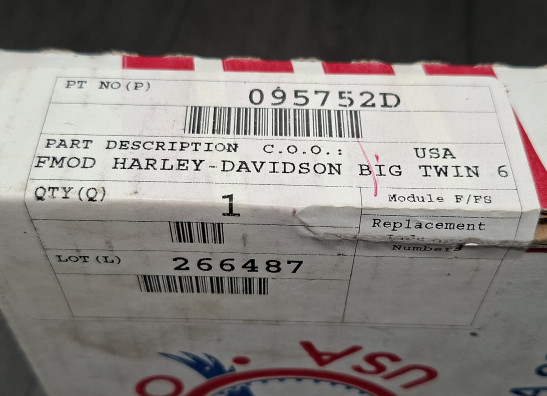 PT NO(P)
095752D
PART DESCRIPTION C.O.O.: USA
FMOD HARLEY-DAVIDSON BIG TWIN 6
QTY(Q)
1
Module F/FS
Replacement
Number
LOT(L)
266487
USA